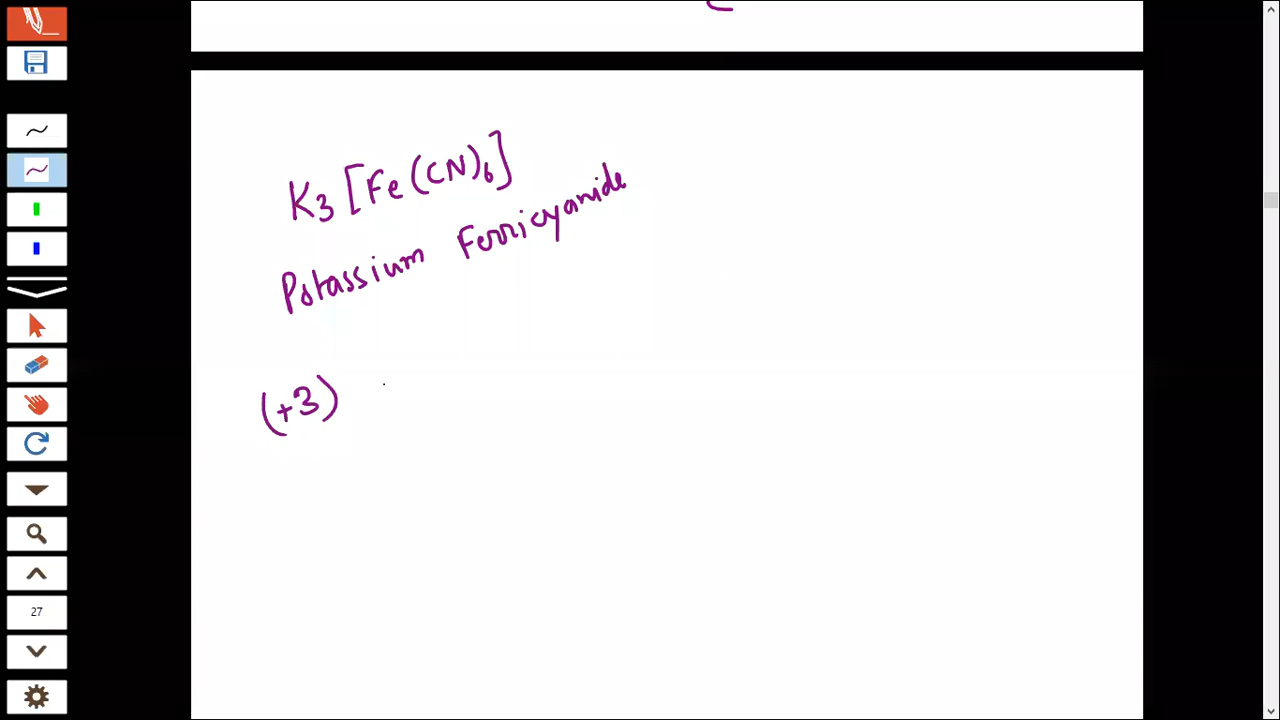 K3[Fe(CN)6]
Potassium Ferricyanide
(+3)
27